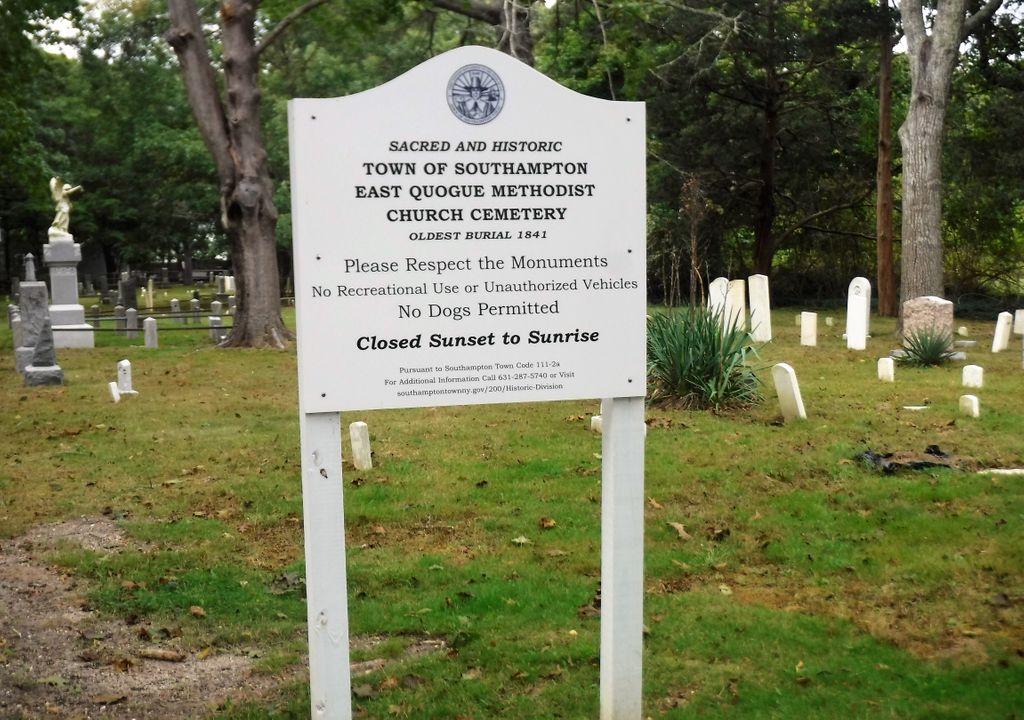 SACRED AND HISTORIC
TOWN OF SOUTHAMPTON
EAST QUOGUE METHODIST
CHURCH CEMETERY
OLDEST BURIAL 1841
Please Respect the Monuments
No Recreational Use or Unauthorized Vehicles
No Dogs Permitted
Closed Sunset to Sunrise
Pursuant to Southampton Town Code 111-2a
For Additional Information Call 631-287-5740 or Visit
southamptontownny.gov/200/Historic-Division